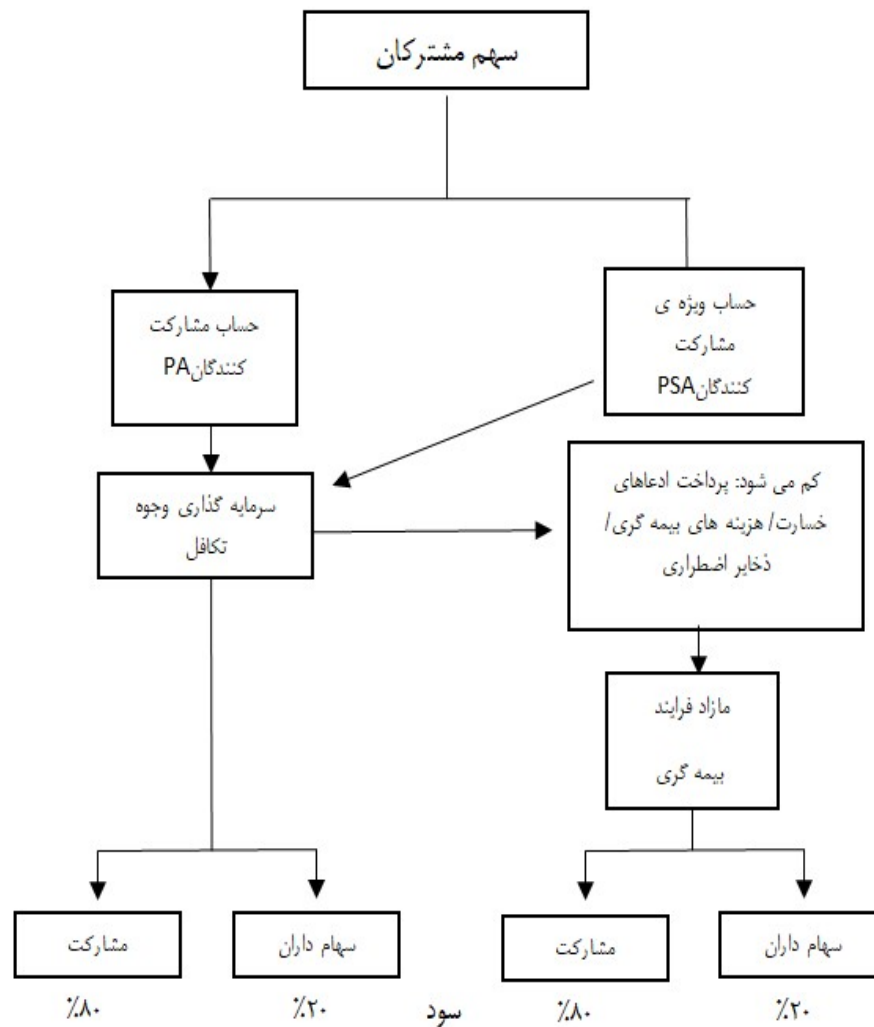 سهم مشترکان
حساب ویژه ی
مشارکت
کنندگانPSA
حساب مشارکت
کنندگانPA
سرمایه گذاری وجوه
تکافل
کم می شود: پرداخت ادعاهای
خسارت/ هزینه های بیمه گری/
ذخایر اضطراری
مازاد فرایند
بیمه گری
سهام داران
مشارکت
سهام داران
مشارکت
٪۲۰
٪۸۰
سود
٪۲۰
٪۸۰